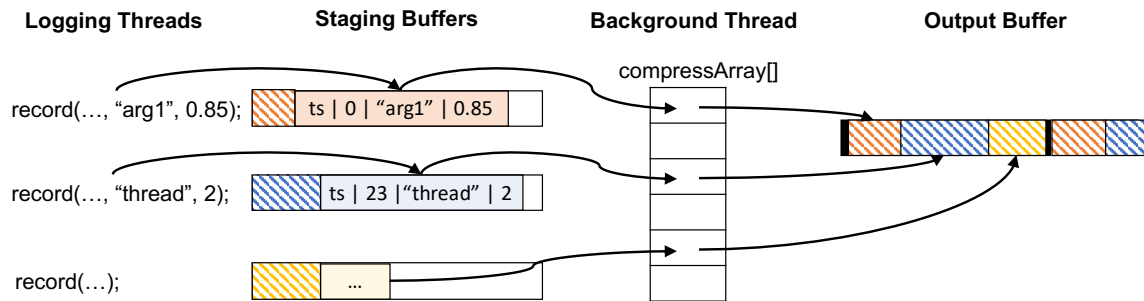 Logging Threads Staging Buffers Background Thread Output Buffer
compressArray[]
record(…, “arg1”, 0.85); ts | 0 | “arg1” | 0.85
record(…, “thread”, 2); ts | 23 |“thread” | 2
record(…); ...